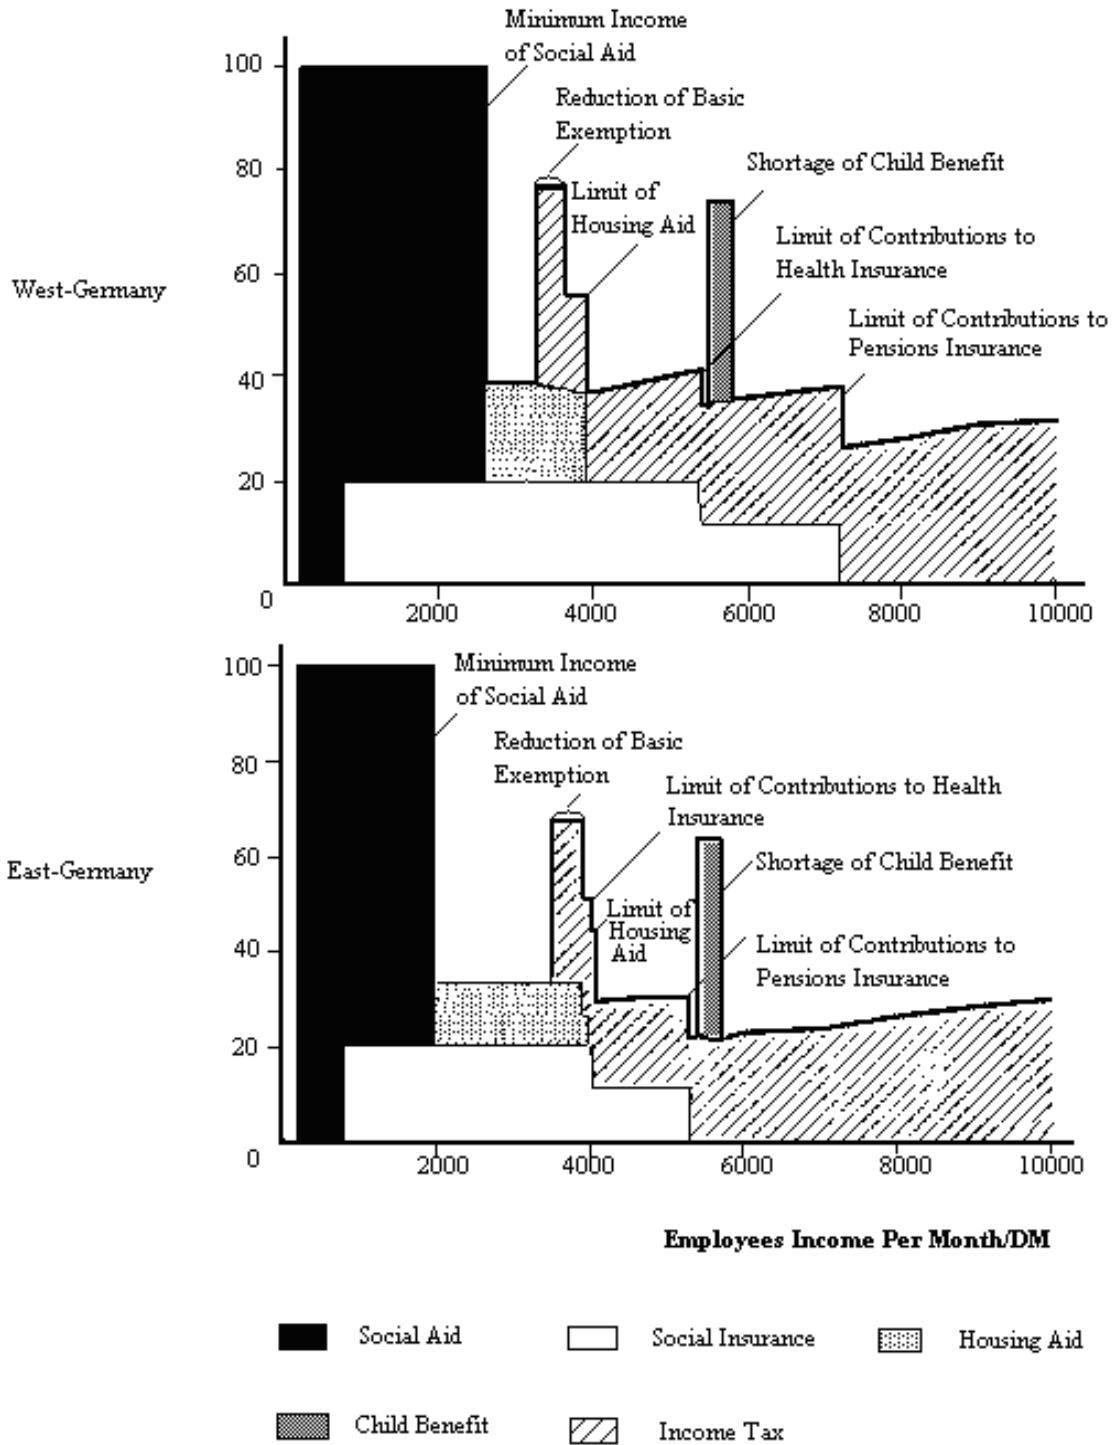 Minimum Income
of Social Aid
100
Reduction of Basic
Exemption
80
Shortage of Child Benefit
Limit of
Housing Aid
Limit of Contributions to
Health Insurance
60
West-Germany
Limit of Contributions to
Pensions Insurance
40
20
0
2000
4000
6000
8000
10000
Minimum Income
of Social Aid
100
Reduction of Basic
Exemption
80
Limit of Contributions to Health
Insurance
60
Shortage of Child Benefit
East-Germany
Limit of
Housing
Aid
40
Limit of Contributions to
Pensions Insurance
20
0
2000
4000
6000
8000
10000
Employees Income Per Month/DM
Social Aid
Social Insurance
Housing Aid
Child Benefit
Income Tax